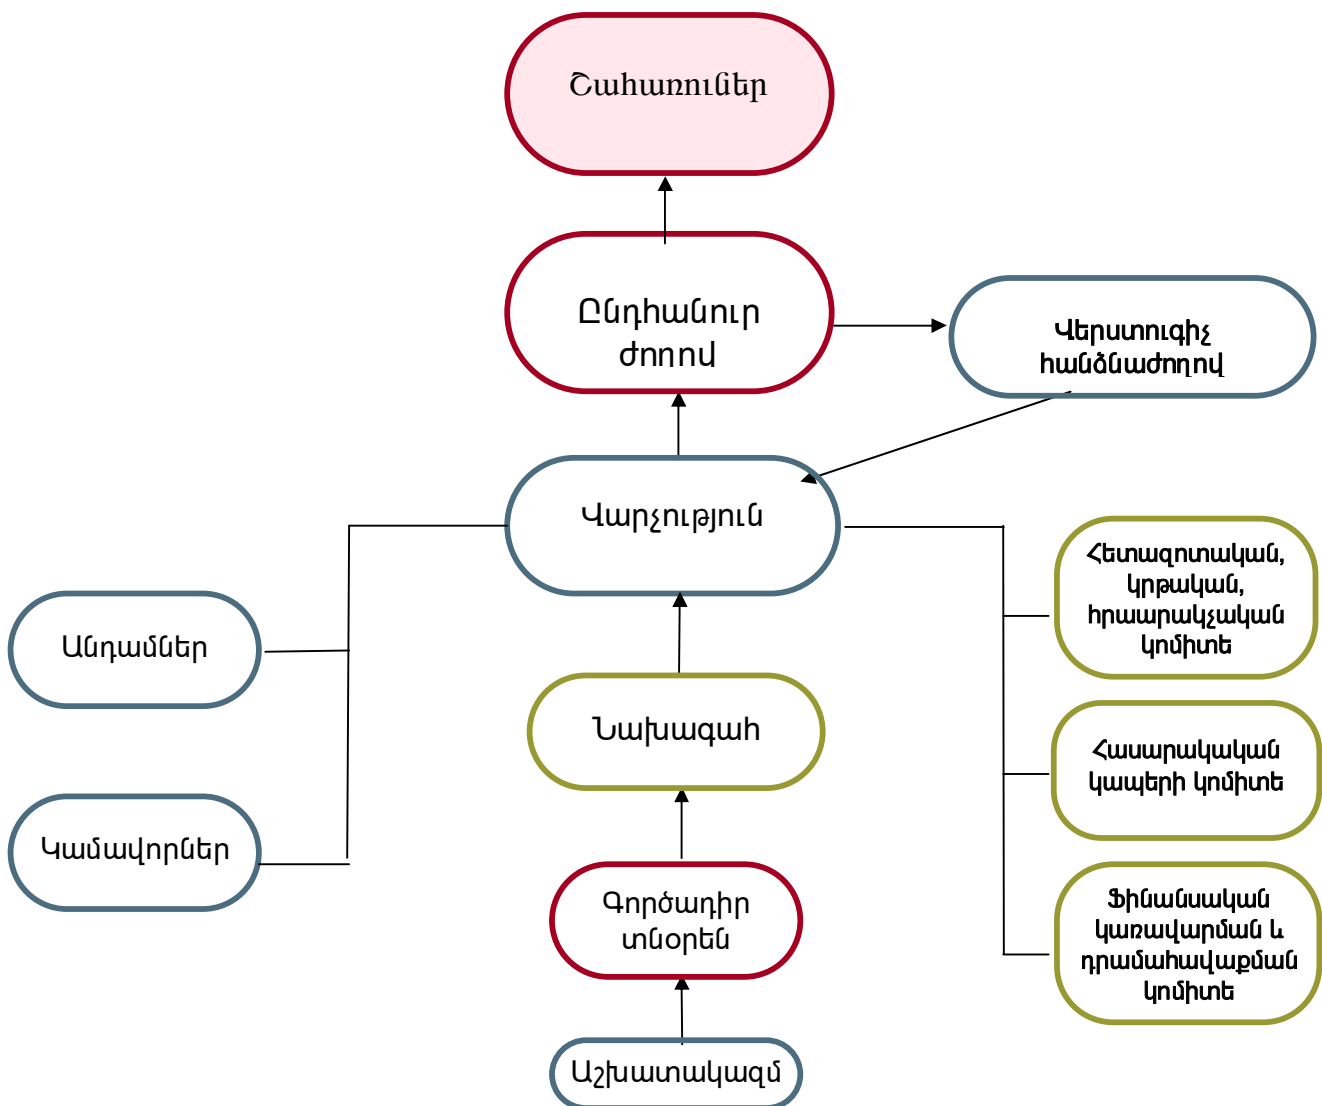 Շահառուներ
Ընդհանուր
ժողով
Վերստուգիչ
հանձնաժողով
Վարչություն
Հետազոտական,
կրթական,
հրաարակչական
կոմիտե
Անդամներ
Նախագահ
Հասարակական
կապերի կոմիտե
Կամավորներ
Գործադիր
տնօրեն
Ֆինանսական
կառավարման և
դրամահավաքման
կոմիտե
Աշխատակազմ